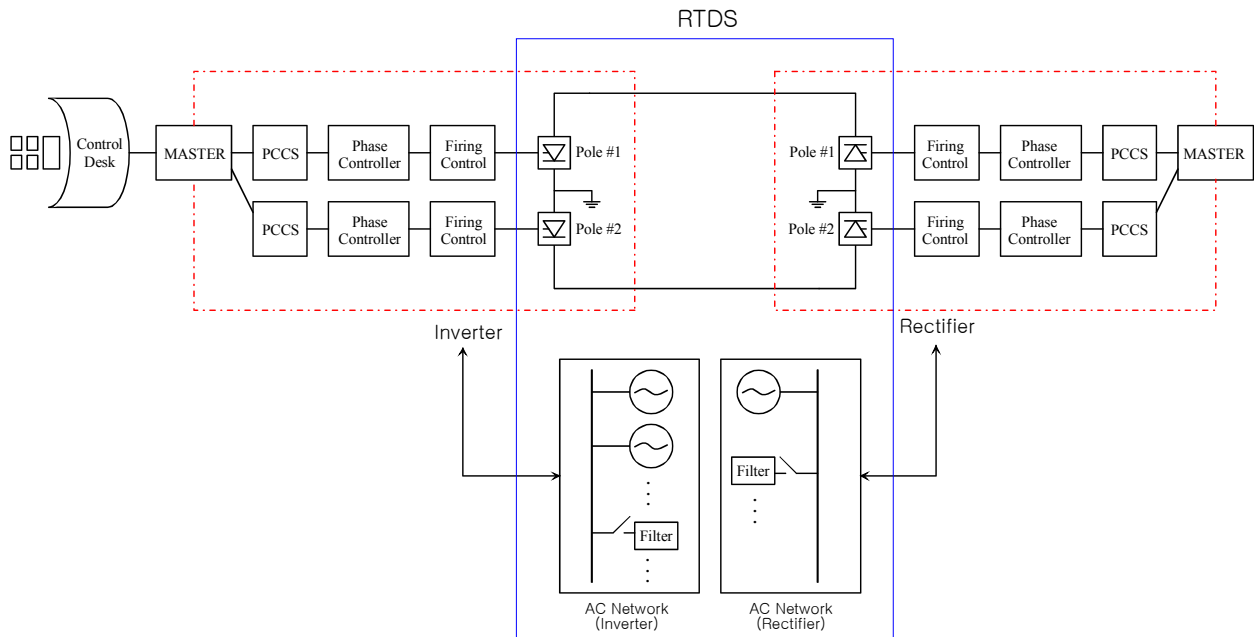 RTDS
Control
Desk
MASTER
PCCS
Phase
Controller
Firing
Control
Pole #1
Pole #1
Firing
Control
Phase
Controller
PCCS
MASTER
PCCS
Phase
Controller
Firing
Control
Pole #2
Pole #2
Firing
Control
Phase
Controller
PCCS
Inverter
Rectifier
Filter
Filter
AC Network
(Inverter)
AC Network
(Rectifier)